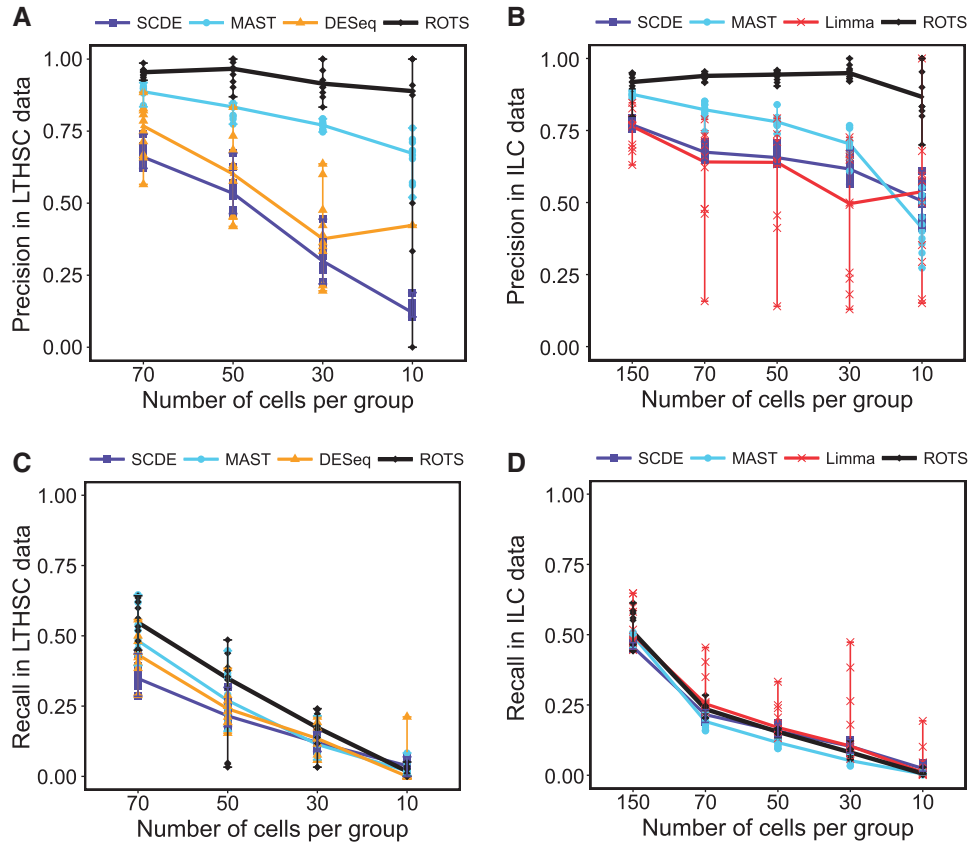 A
SCDE MAST DESeq ROTS
Precision in LTHSC data
1.00
0.75
0.50
0.25
0.00
70 50 30 10
Number of cells per group
B
SCDE MAST Limma ROTS
Precision in ILC data
1.00
0.75
0.50
0.25
0.00
150 70 50 30 10
Number of cells per group
C
SCDE MAST DESeq ROTS
Recall in LTHSC data
1.00
0.75
0.50
0.25
0.00
70 50 30 10
Number of cells per group
D
SCDE MAST Limma ROTS
Recall in ILC data
1.00
0.75
0.50
0.25
0.00
150 70 50 30 10
Number of cells per group